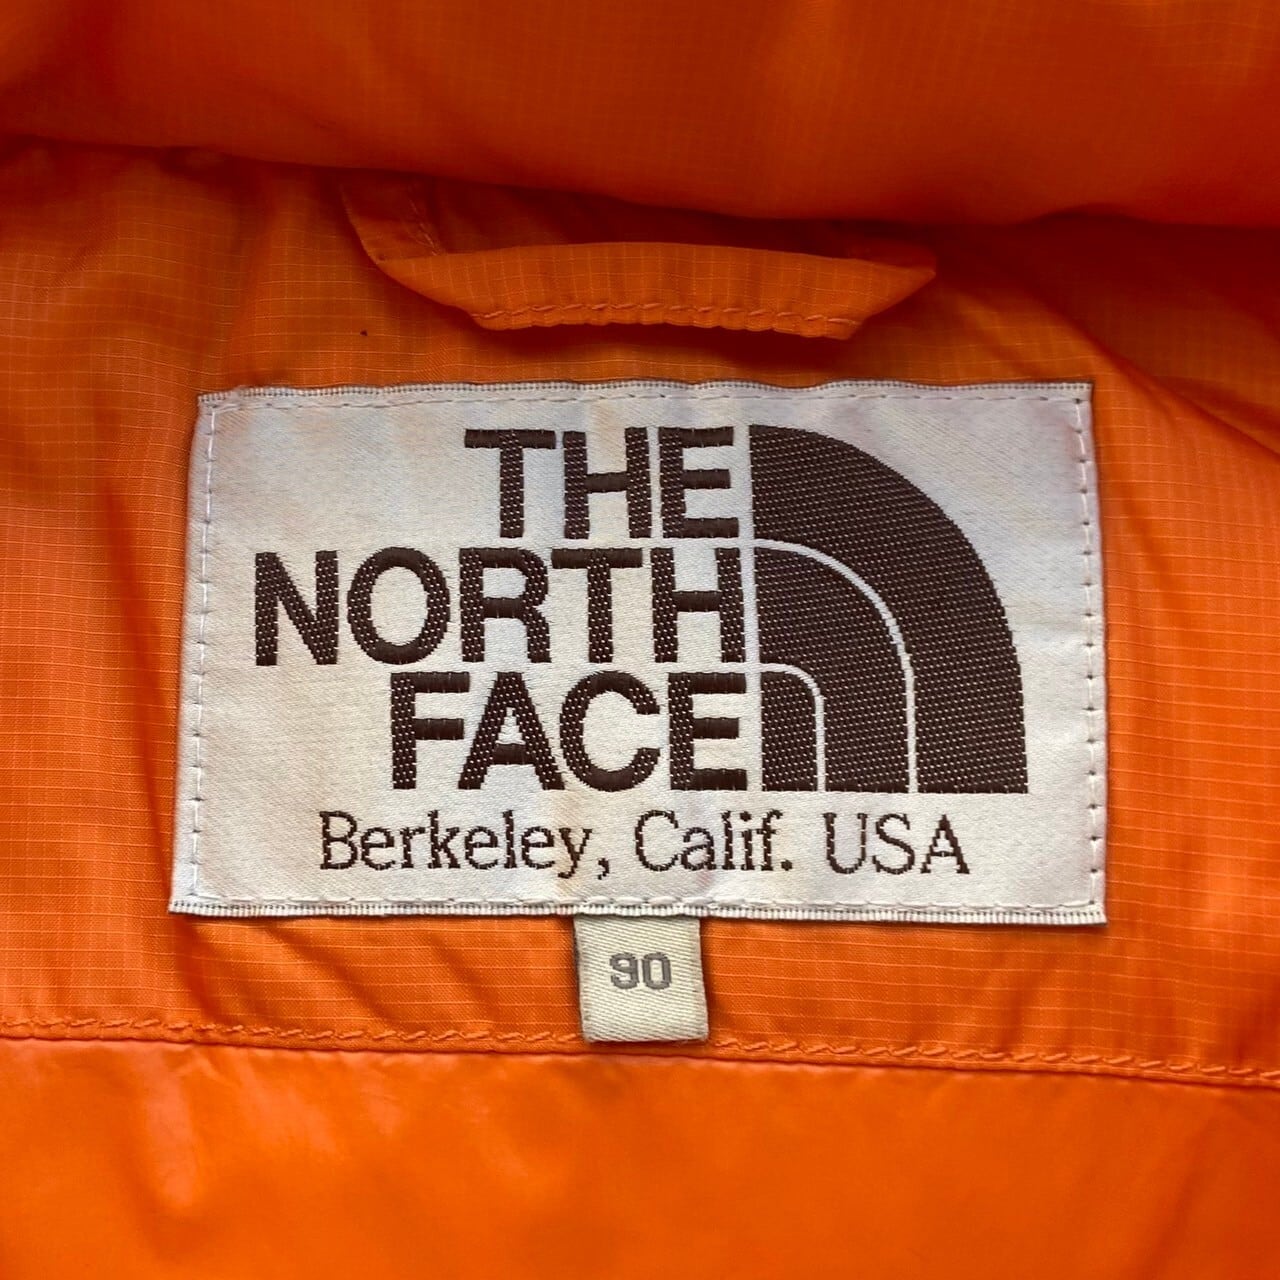 THE
NORTH
FACE
Berkeley, Calif. USA
90